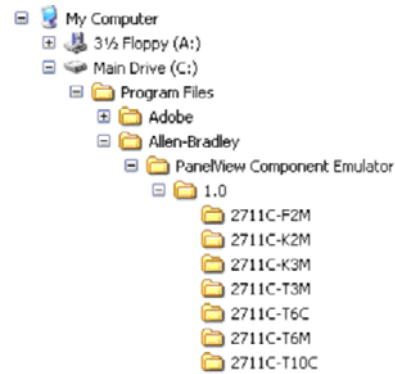 My Computer
3½ Floppy (A:)
Main Drive (C:)
Program Files
Adobe
Allen-Bradley
PanelView Component Emulator
1.0
2711C-F2M
2711C-K2M
2711C-K3M
2711C-T3M
2711C-T6C
2711C-T6M
2711C-T10C